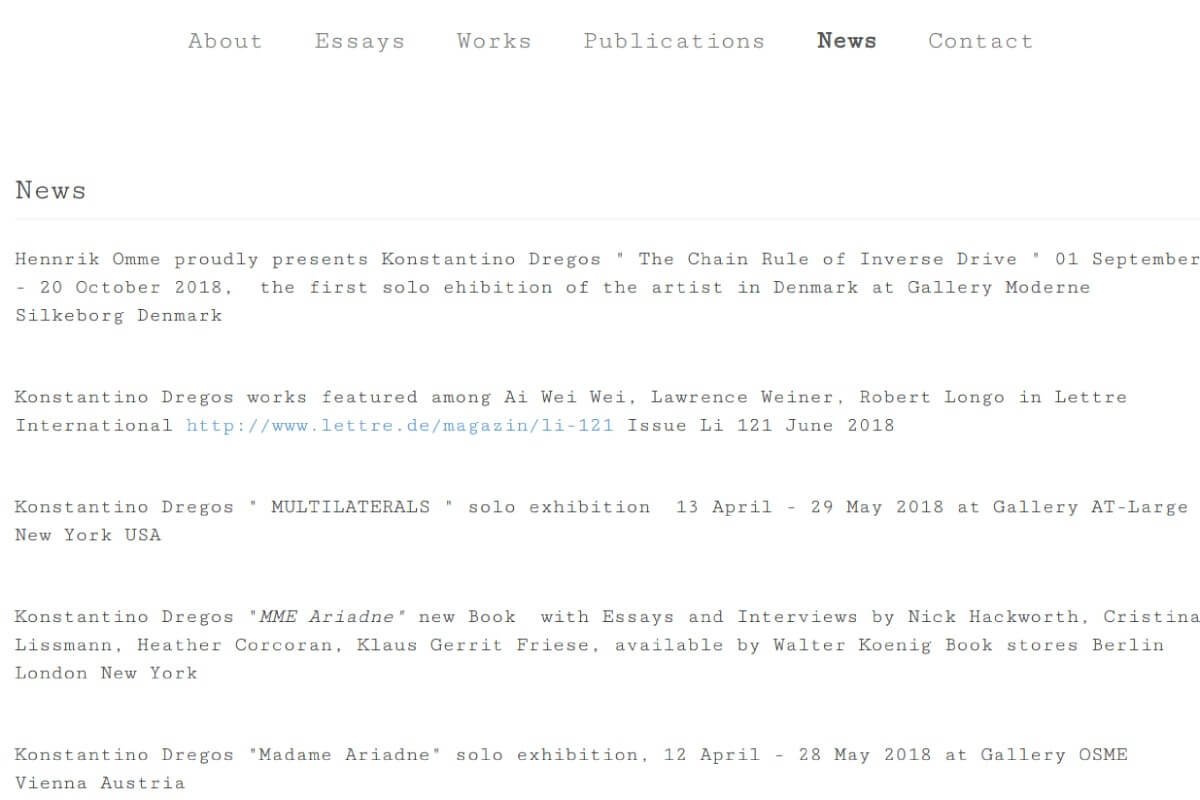 About Essays Works Publications News Contact
News
Hennrik Omme proudly presents Konstantino Dregos " The Chain Rule of Inverse Drive " 01 September
- 20 October 2018, the first solo ehibition of the artist in Denmark at Gallery Moderne
Silkeborg Denmark
Konstantino Dregos works featured among Ai Wei Wei, Lawrence Weiner, Robert Longo in Lettre
International http://www.lettre.de/magazin/li-121 Issue Li 121 June 2018
Konstantino Dregos " MULTILATERALS " solo exhibition 13 April - 29 May 2018 at Gallery AT-Large
New York USA
Konstantino Dregos "MME Ariadne" new Book with Essays and Interviews by Nick Hackworth, Cristina
Lissmann, Heather Corcoran, Klaus Gerrit Friese, available by Walter Koenig Book stores Berlin
London New York
Konstantino Dregos "Madame Ariadne" solo exhibition, 12 April - 28 May 2018 at Gallery OSME
Vienna Austria